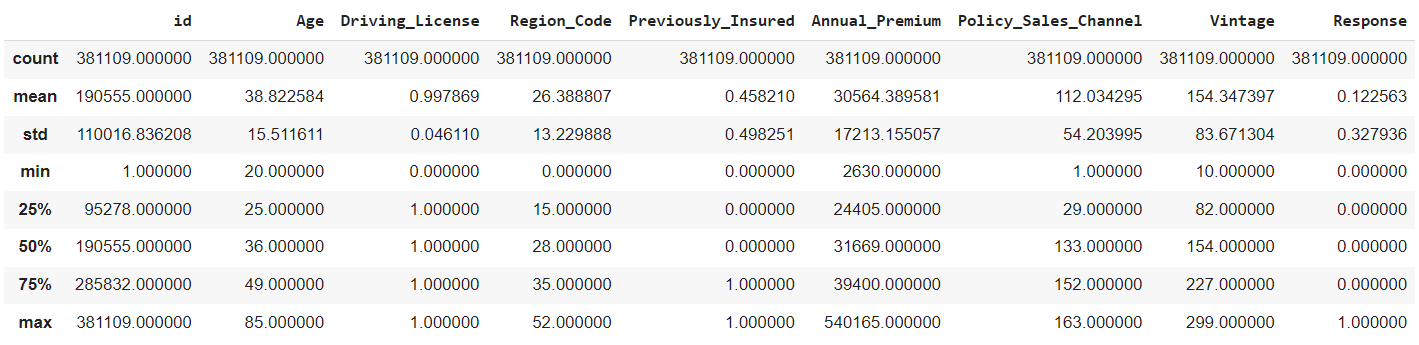 id Age Driving_License Region_Code Previously_Insured Annual_Premium Policy_Sales_Channel Vintage Response
count 381109.000000 381109.000000 381109.000000 381109.000000 381109.000000 381109.000000 381109.000000 381109.000000 381109.000000
mean 190555.000000 38.822584 0.997869 26.388807 0.458210 30564.389581 112.034295 154.347397 0.122563
std 110016.836208 15.511611 0.046110 13.229888 0.498251 17213.155057 54.203995 83.671304 0.327936
min 1.000000 20.000000 0.000000 0.000000 0.000000 2630.000000 1.000000 10.000000 0.000000
25% 95278.000000 25.000000 1.000000 15.000000 0.000000 24405.000000 29.000000 82.000000 0.000000
50% 190555.000000 36.000000 1.000000 28.000000 0.000000 31669.000000 133.000000 154.000000 0.000000
75% 285832.000000 49.000000 1.000000 35.000000 1.000000 39400.000000 152.000000 227.000000 0.000000
max 381109.000000 85.000000 1.000000 52.000000 1.000000 540165.000000 163.000000 299.000000 1.000000